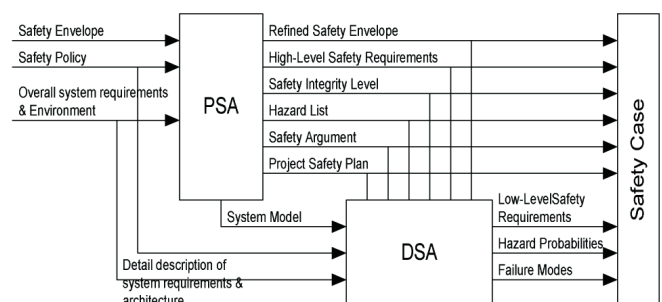 Safety Envelope
Safety Policy
Overall system requirements
& Environment
PSA
Refined Safety Envelope
High-Level Safety Requirements
Safety Integrity Level
Hazard List
Safety Argument
Project Safety Plan
Safety Case
System Model
DSA
Low-LevelSafety
Requirements
Hazard Probabilities
Failure Modes
Detail description of
system requirements &
architecture